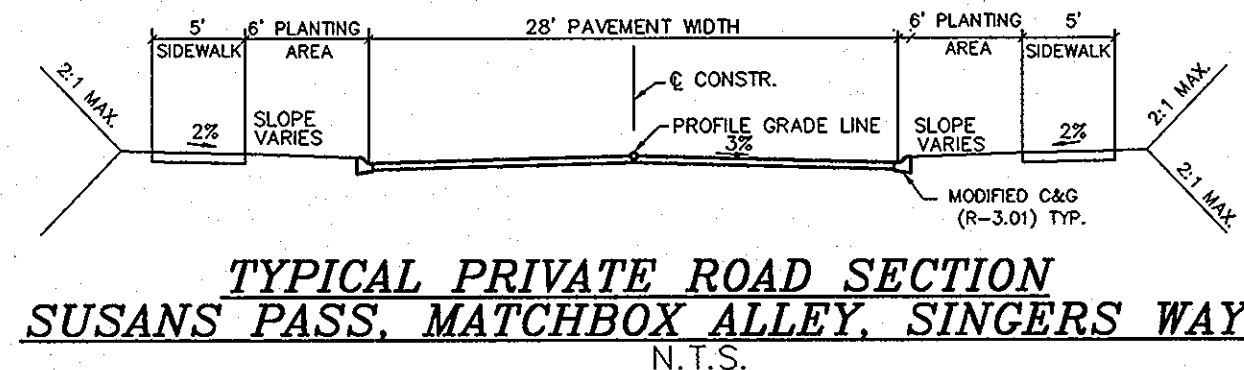 5' 6' PLANTING 28' PAVEMENT WIDTH 6' PLANTING 5'
SIDEWALK AREA AREA SIDEWALK
℄ CONSTR.
2:1 MAX. 2:1 MAX.
2% SLOPE VARIES PROFILE GRADE LINE SLOPE VARIES 2%
3%
2:1 MAX.
MODIFIED C&G
(R-3.01) TYP.
TYPICAL PRIVATE ROAD SECTION
SUSANS PASS, MATCHBOX ALLEY, SINGERS WAY
N.T.S.